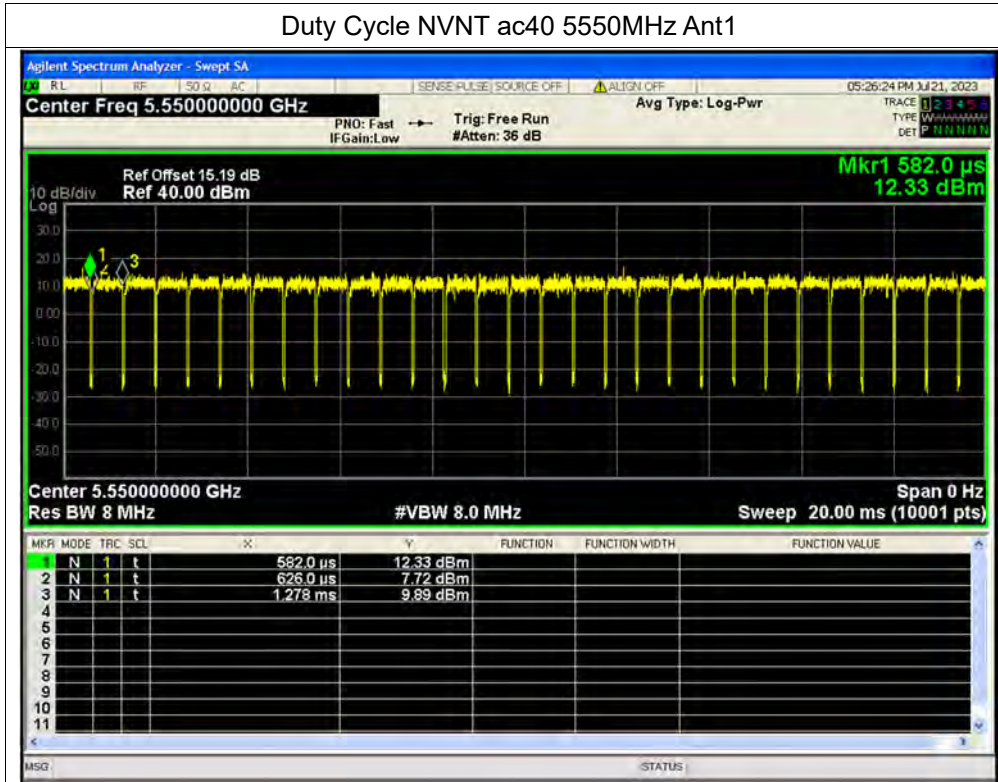 Duty Cycle NVNT ac40 5550MHz Ant1
Agilent Spectrum Analyzer - Swept SA
LXI RL RF 50 Ω AC SENSE:PULSE SOURCE OFF ALIGN OFF 05:26:24 PM Jul 21, 2023
Center Freq 5.550000000 GHz
Avg Type: Log-Pwr
TRACE 1 2 3 4 5 6
PNO: Fast Trig: Free Run
TYPE W
IFGain:Low #Atten: 36 dB
DET P N N N N N
Mkr1 582.0 µs
12.33 dBm
Ref Offset 15.19 dB
10 dB/div Ref 40.00 dBm
Log
30.0
20.0
10.0
0.00
-10.0
-20.0
-30.0
-40.0
-50.0
1
2
3
Center 5.550000000 GHz Span 0 Hz
Res BW 8 MHz #VBW 8.0 MHz Sweep 20.00 ms (10001 pts)
MKR MODE TRC SCL X Y FUNCTION FUNCTION WIDTH FUNCTION VALUE
1 N 1 t 582.0 µs 12.33 dBm
2 N 1 t 626.0 µs 7.72 dBm
3 N 1 t 1.278 ms 9.89 dBm
4
5
6
7
8
9
10
11
MSG STATUS